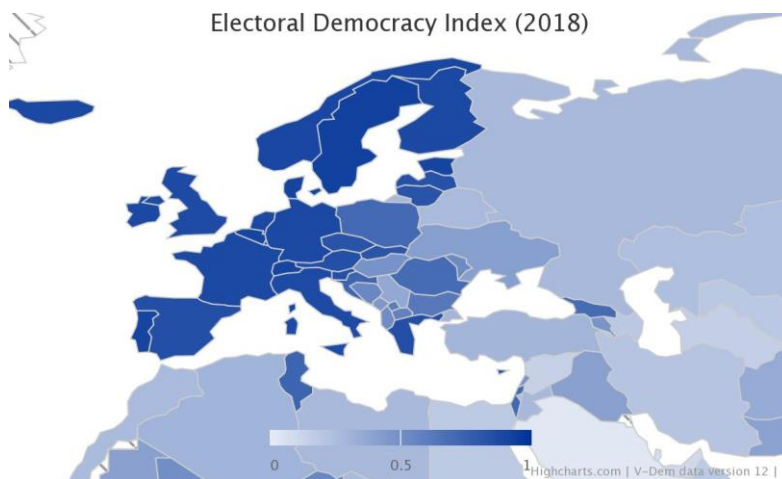 Electoral Democracy Index (2018)
0 0.5 1
Highcharts.com | V-Dem data version 12 |